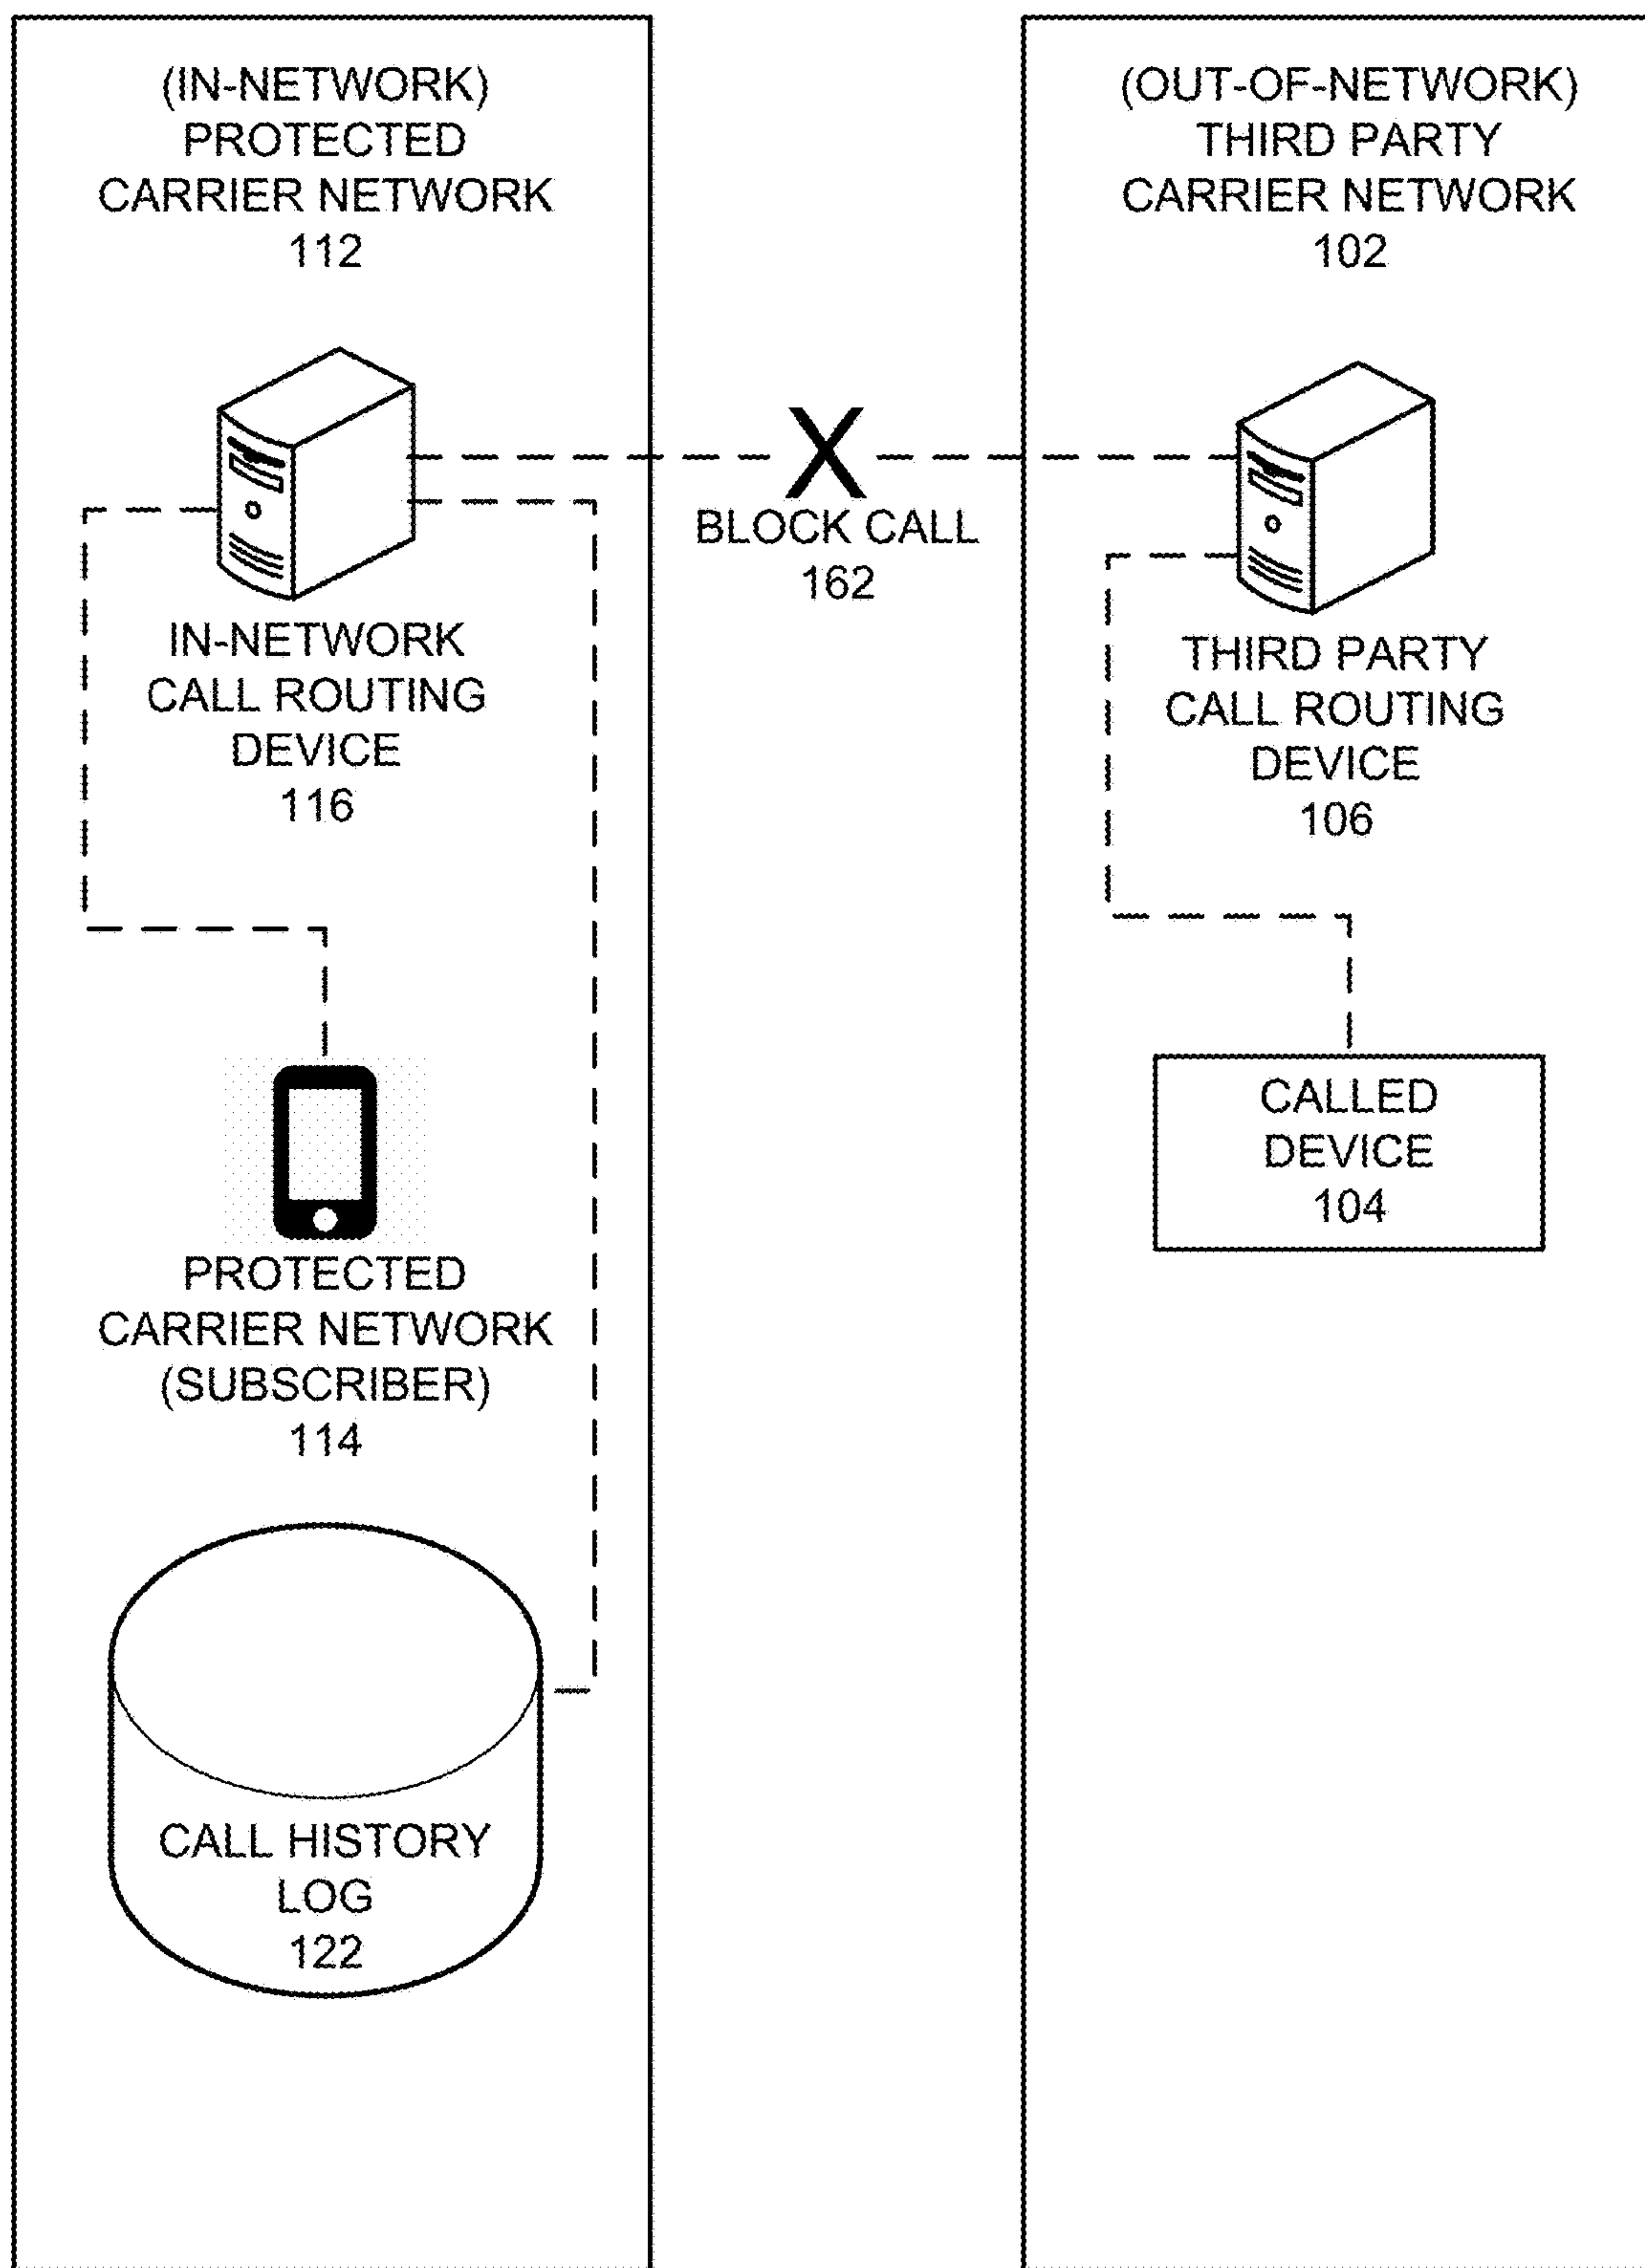 (IN-NETWORK)
PROTECTED
CARRIER NETWORK
112
(OUT-OF-NETWORK)
THIRD PARTY
CARRIER NETWORK
102
X
BLOCK CALL
162
IN-NETWORK
CALL ROUTING
DEVICE
116
THIRD PARTY
CALL ROUTING
DEVICE
106
PROTECTED
CARRIER NETWORK
(SUBSCRIBER)
114
CALLED
DEVICE
104
CALL HISTORY
LOG
122